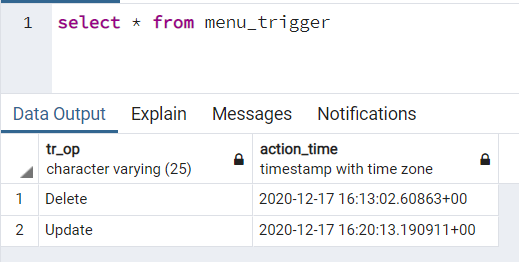 1 select * from menu_trigger
Data Output Explain Messages Notifications
tr_op action_time
character varying (25) timestamp with time zone
1 Delete 2020-12-17 16:13:02.60863+00
2 Update 2020-12-17 16:20:13.190911+00